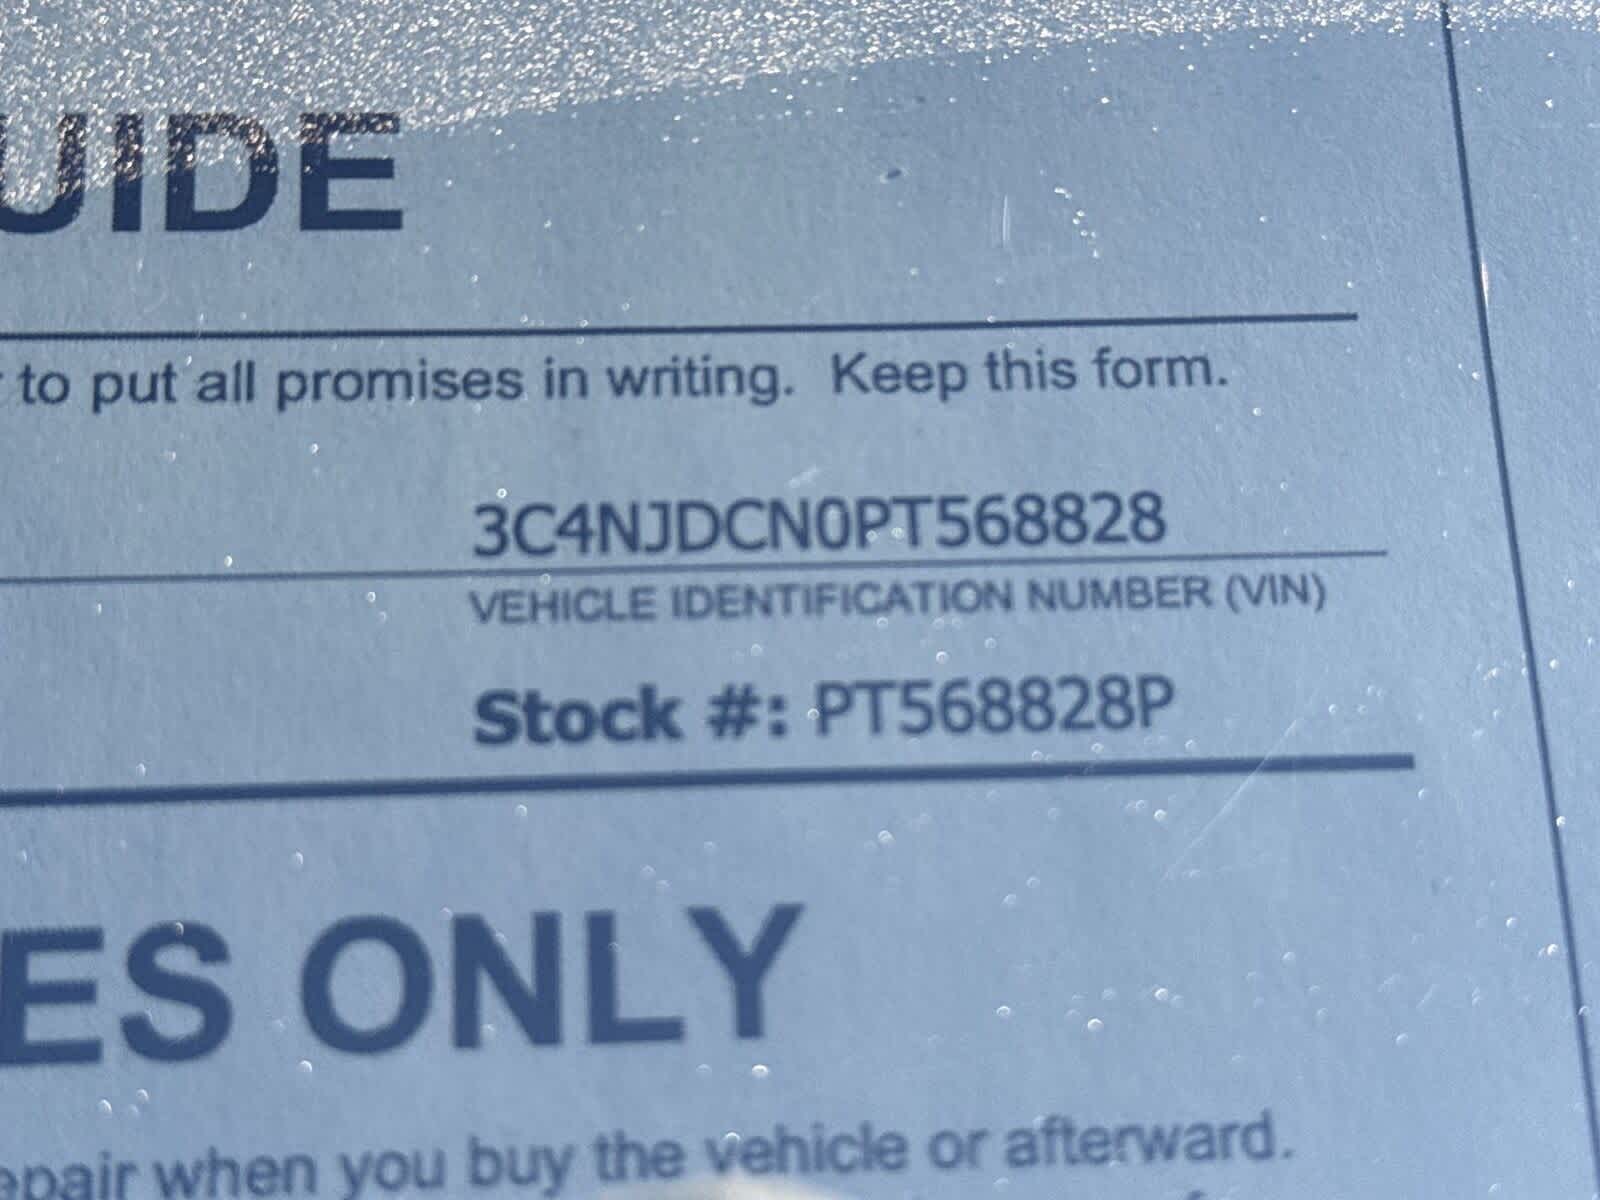 UIDE
to put all promises in writing. Keep this form.
3C4NJDCN0PT568828
VEHICLE IDENTIFICATION NUMBER (VIN)
Stock #: PT568828P
ES ONLY
epair when you buy the vehicle or afterward.